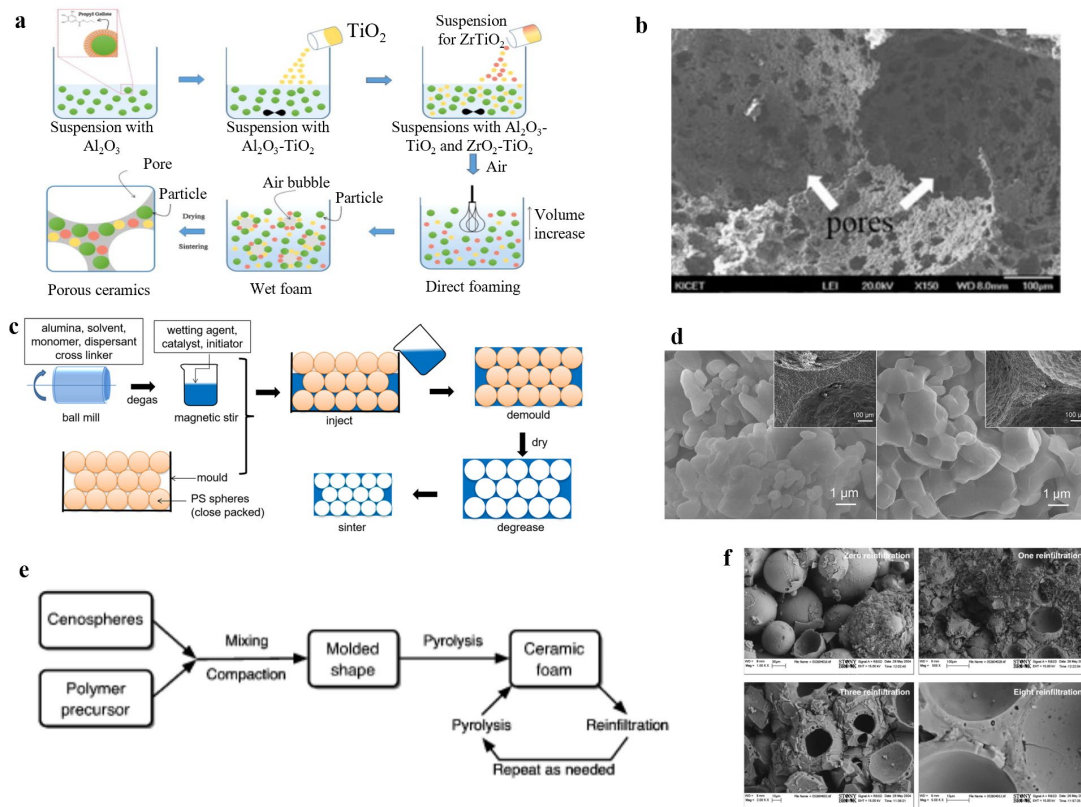 a
Propyl Gallate
TiO2
Suspension
for ZrTiO2
Suspension with
Al2O3
Suspension with
Al2O3-TiO2
Suspensions with Al2O3-
TiO2 and ZrO2-TiO2
Air
Pore
Particle
Drying
Sintering
Air bubble
Particle
Volume
increase
Porous ceramics
Wet foam
Direct foaming
b
pores
KICET LEI 20.0kV X150 WD 8.0mm 100µm
c
alumina, solvent,
monomer, dispersant
cross linker
wetting agent,
catalyst, initiator
ball mill
degas
magnetic stir
inject
demould
mould
PS spheres
(close packed)
dry
sinter
degrease
d
100 µm
100 µm
1 µm
1 µm
e
Cenospheres
Polymer
precursor
Mixing
Compaction
Molded
shape
Pyrolysis
Ceramic
foam
Pyrolysis
Reinfiltration
Repeat as needed
f
Zero reinfiltration
One reinfiltration
Three reinfiltration
Eight reinfiltration